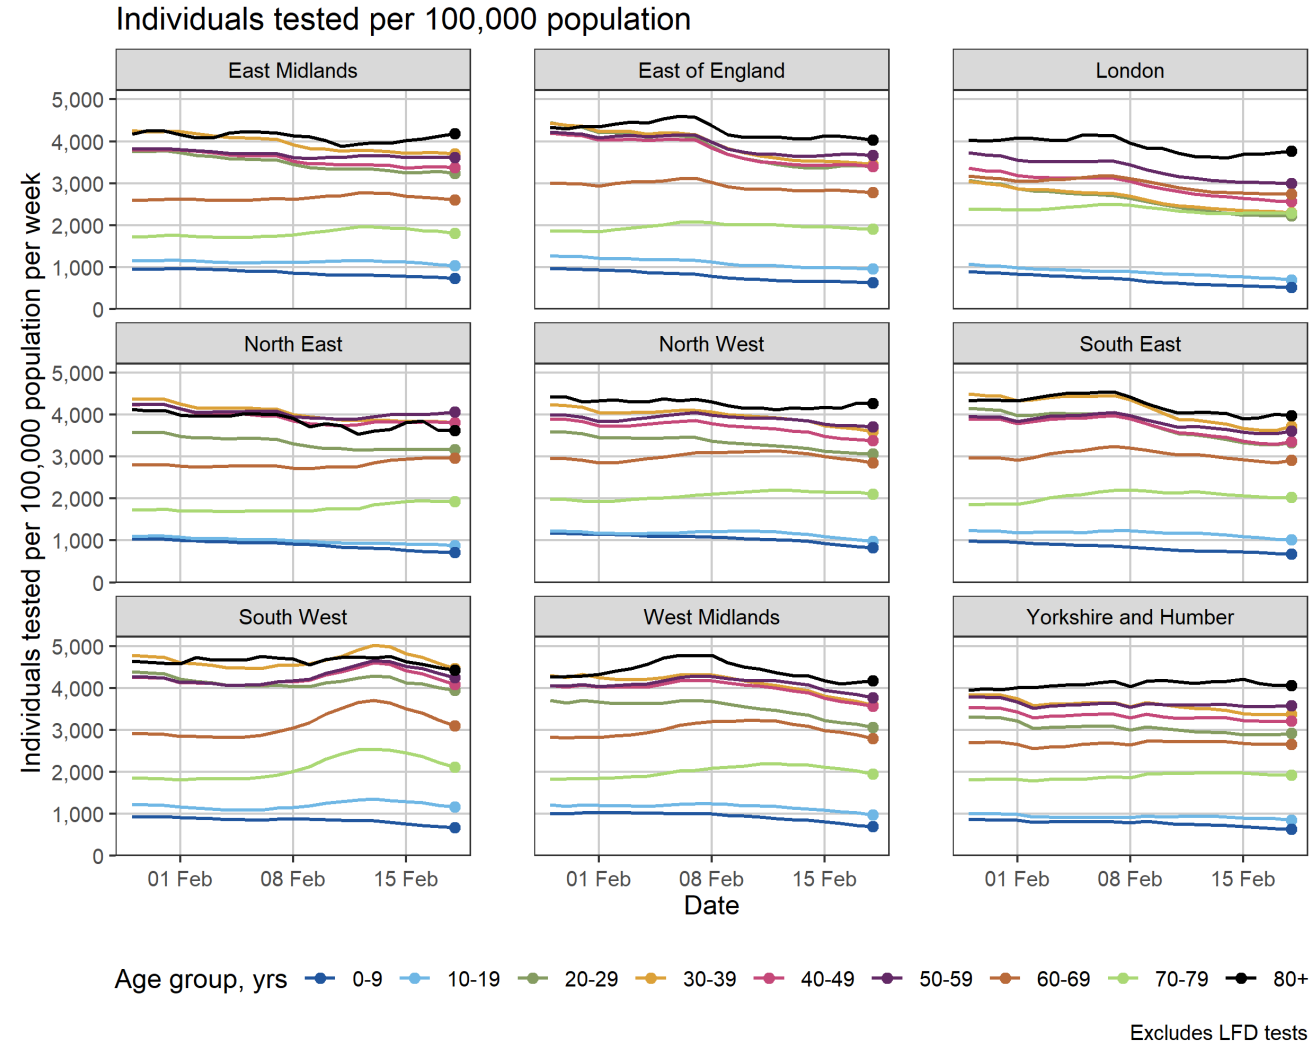 Individuals tested per 100,000 population
East Midlands
East of England
London
5,000
4,000
3,000
2,000
1,000
0
North East
North West
South East
5,000
4,000
3,000
2,000
1,000
0
South West
West Midlands
Yorkshire and Humber
5,000
4,000
3,000
2,000
1,000
0
01 Feb 08 Feb 15 Feb
01 Feb 08 Feb 15 Feb
01 Feb 08 Feb 15 Feb
Individuals tested per 100,000 population per week
Date
Age group, yrs 0-9 10-19 20-29 30-39 40-49 50-59 60-69 70-79 80+
Excludes LFD tests